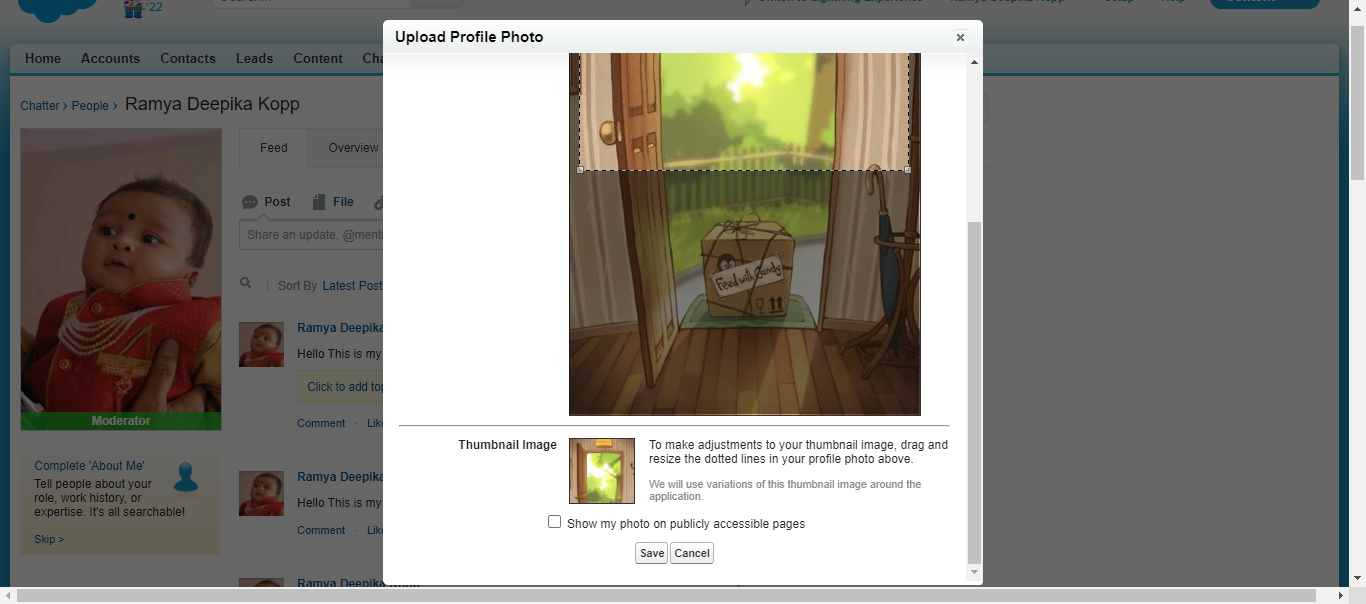 '22
Upload Profile Photo
Home
Accounts
Contacts
Leads
Content
Chatter › People ›
Ramya Deepika Kopp
Moderator
Feed
Overview
Post
File
Share an update, @ment
Sort By Latest Post
Ramya Deepika
Hello This is my
Click to add to
Comment · Like
Ramya Deepika
Hello This is my
Comment · Like
Ramya Deepika Kopp
Complete 'About Me'
Tell people about your
role, work history, or
expertise. It's all searchable!
Skip >
Feed with Candy
Thumbnail Image
To make adjustments to your thumbnail image, drag and
resize the dotted lines in your profile photo above.
We will use variations of this thumbnail image around the
application.
Show my photo on publicly accessible pages
Save
Cancel